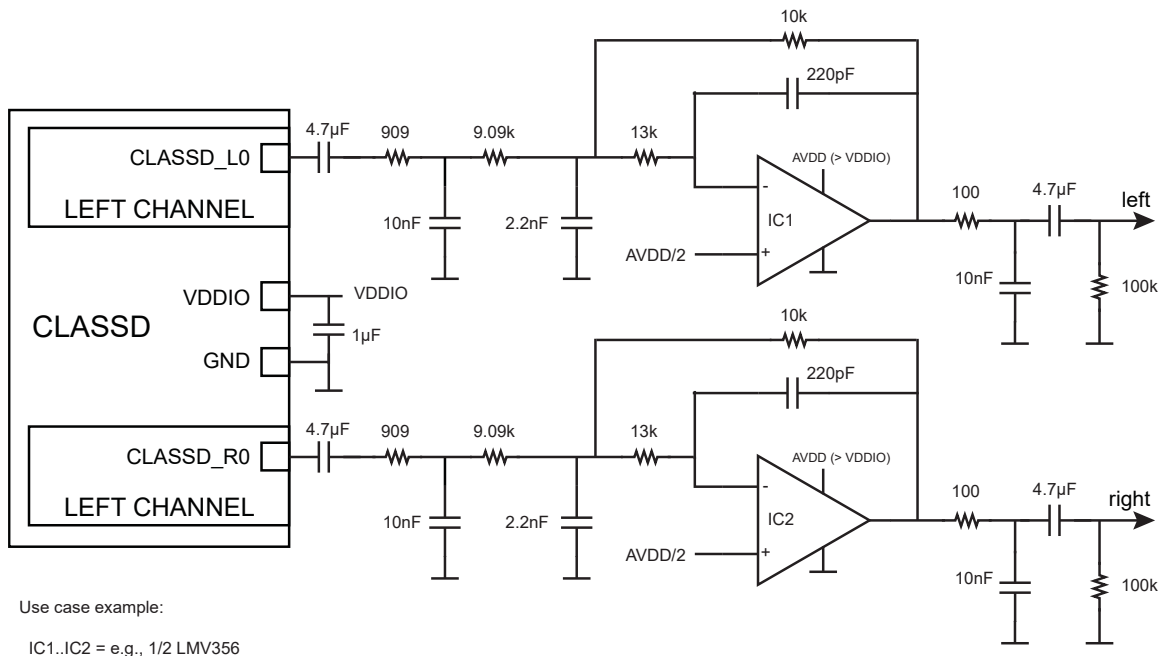 10k
220pF
4.7µF
909
9.09k
13k
CLASSD_L0
LEFT CHANNEL
10nF
2.2nF
AVDD (> VDDIO)
-
IC1
+
AVDD/2
100
4.7µF
left
10nF
100k
VDDIO
VDDIO
CLASSD
1µF
GND
10k
220pF
4.7µF
909
9.09k
13k
CLASSD_R0
LEFT CHANNEL
10nF
2.2nF
AVDD (> VDDIO)
-
IC2
+
AVDD/2
100
4.7µF
right
10nF
100k
Use case example:
IC1..IC2 = e.g., 1/2 LMV356